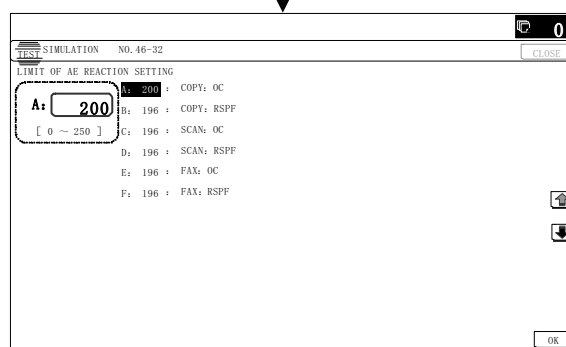 0
TEST SIMULATION NO.46-32
CLOSE
LIMIT OF AE REACTION SETTING
A: 200
[ 0 ～ 250 ]
A: 200 : COPY: OC
B: 196 : COPY: RSPF
C: 196 : SCAN: OC
D: 196 : SCAN: RSPF
E: 196 : FAX: OC
F: 196 : FAX: RSPF
OK